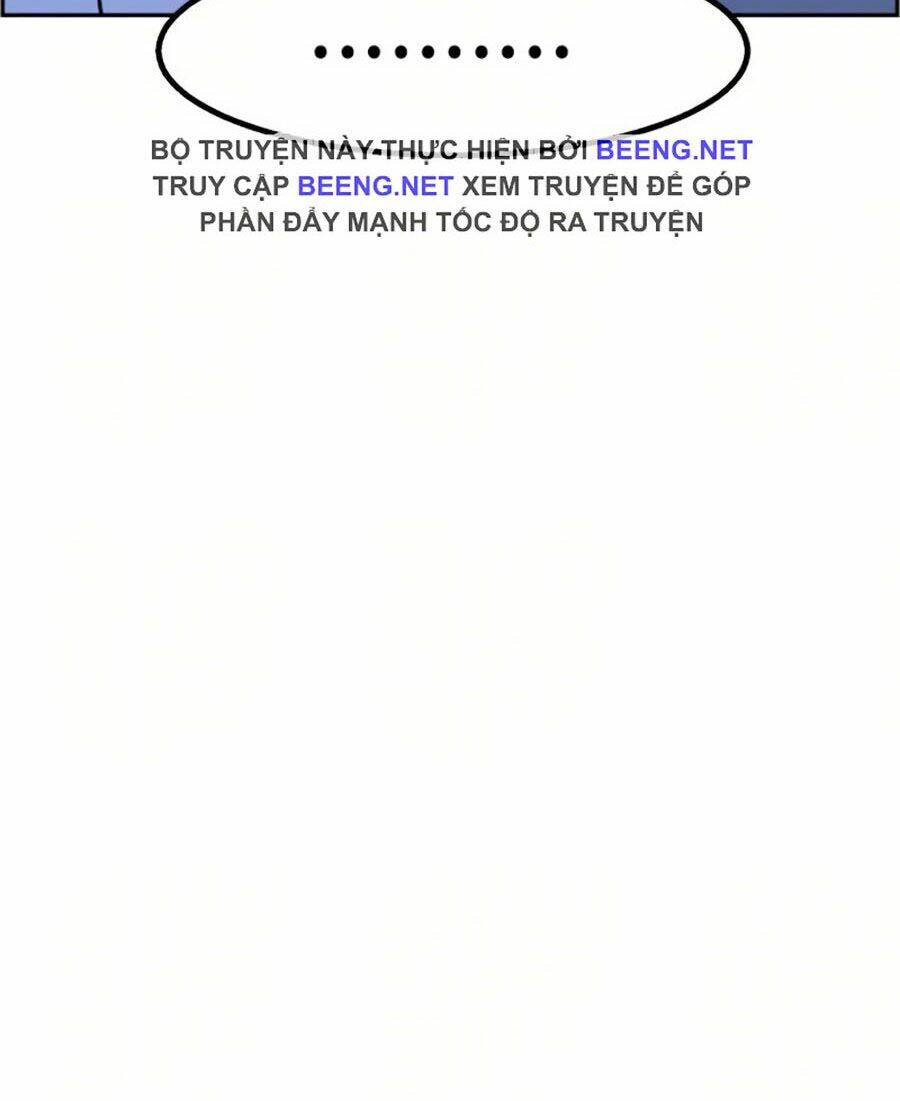 ..........
BỘ TRUYỆN NÀY THỰC HIỆN BỞI BEENG.NET
TRUY CẬP BEENG.NET XEM TRUYỆN ĐỂ GÓP
PHẦN ĐẨY MẠNH TỐC ĐỘ RA TRUYỆN